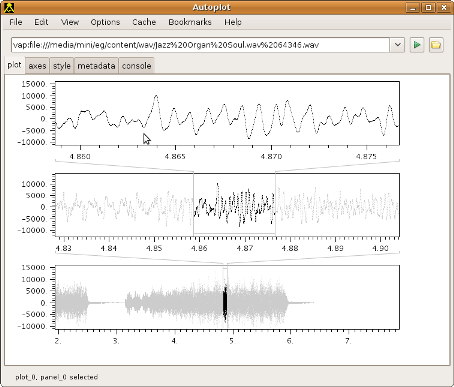 Autoplot
File Edit View Options Cache Bookmarks Help
vap:file:///media/mini/eg/content/wav/Jazz%20Organ%20Soul.wav%2064346.wav
plot axes style metadata console
15000.
10000.
5000.
0.
-5000.
-10000.
4.860 4.865 4.870 4.875
10000.
5000.
0.
-5000.
-10000.
4.83 4.84 4.85 4.86 4.87 4.88 4.89 4.90
15000.
10000.
5000.
0.
-5000.
-10000.
2. 3. 4. 5. 6. 7.
plot_0, panel_0 selected